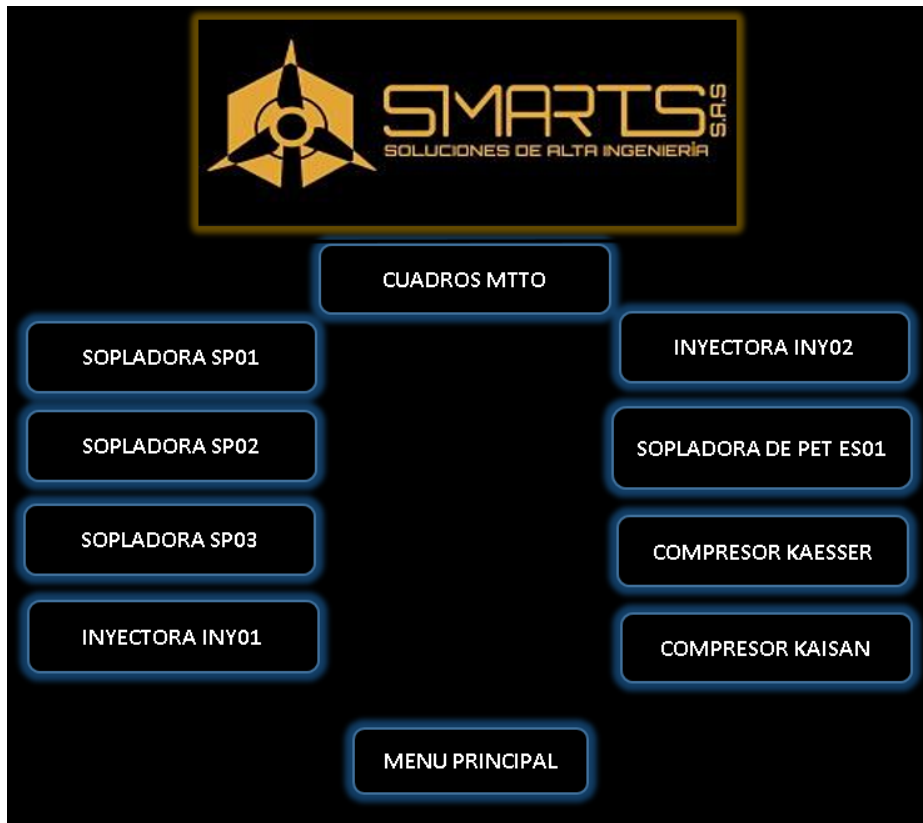 SMARTS S.A.S
SOLUCIONES DE ALTA INGENIERÍA
CUADROS MTTO
SOPLADORA SP01
SOPLADORA SP02
SOPLADORA SP03
INYECTORA INY01
INYECTORA INY02
SOPLADORA DE PET ES01
COMPRESOR KAESSER
COMPRESOR KAISAN
MENU PRINCIPAL